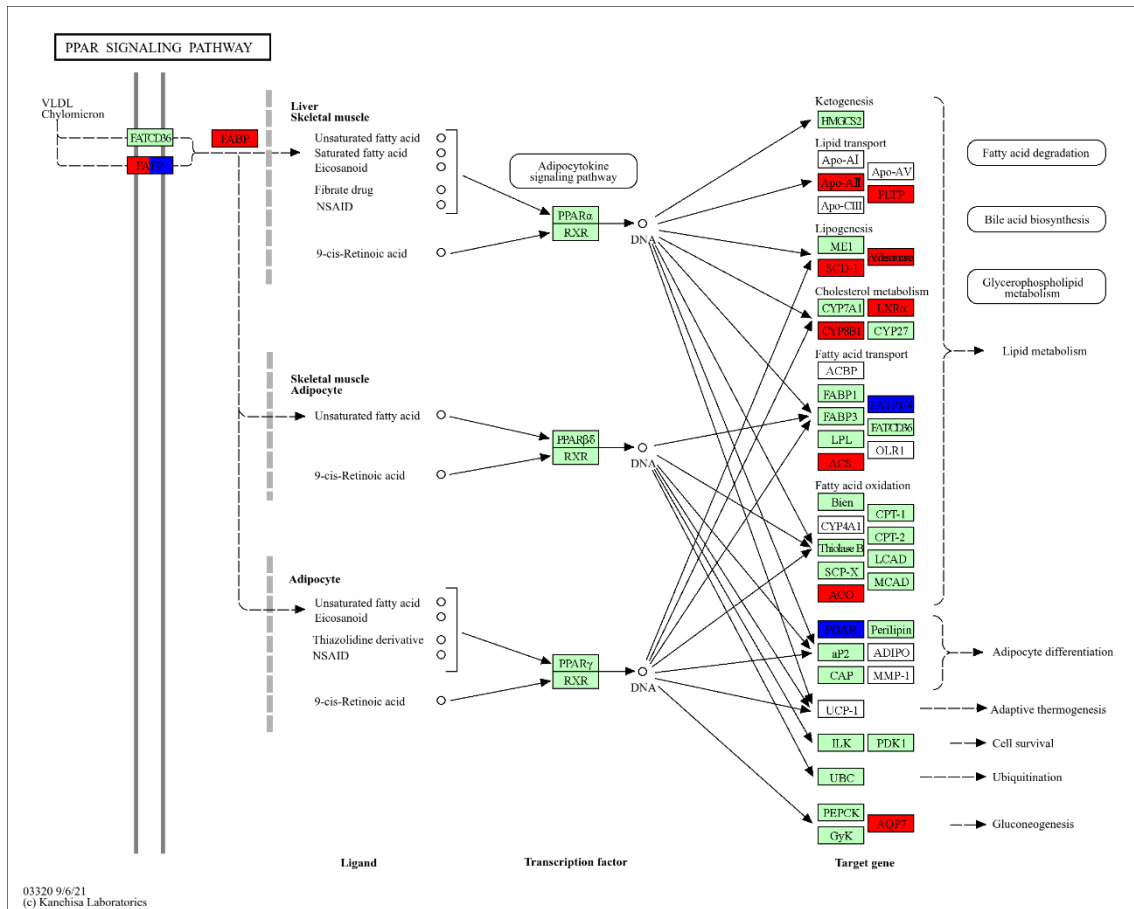 PPAR SIGNALING PATHWAY
VLDL
Chylomicron
FATCD36
FATP
FABP
Liver
Skeletal muscle
Unsaturated fatty acid
Saturated fatty acid
Eicosanoid
Fibrate drug
NSAID
9-cis-Retinoic acid
Adipocytokine
signaling pathway
PPARα
RXR
DNA
Skeletal muscle
Adipocyte
Unsaturated fatty acid
9-cis-Retinoic acid
PPARβδ
RXR
DNA
Adipocyte
Unsaturated fatty acid
Eicosanoid
Thiazolidine derivative
NSAID
9-cis-Retinoic acid
PPARγ
RXR
DNA
Ketogenesis
HMGCS2
Lipid transport
Apo-AI
Apo-AV
Apo-AII
PLTP
Apo-CIII
Lipogenesis
ME1
SCD-1
Cholesterol metabolism
CYP7A1 LXRα
CYP8B1 CYP27
Fatty acid transport
ACBP
FABP1
FATP1/4
FABP3
FATCD36
LPL
OLR1
ACS
Fatty acid oxidation
Bien
CPT-1
CYP4A1
CPT-2
Thiolase B
LCAD
SCP-X
MCAD
ACO
PGAR Perilipin
aP2 ADIPO
CAP MMP-1
UCP-1
ILK PDK1
UBC
PEPCK
AQP7
GyK
Fatty acid degradation
Bile acid biosynthesis
Glycerophospholipid
metabolism
Lipid metabolism
Adipocyte differentiation
Adaptive thermogenesis
Cell survival
Ubiquitination
Gluconeogenesis
Ligand
Transcription factor
Target gene
03320 9/6/21
(c) Kanehisa Laboratories